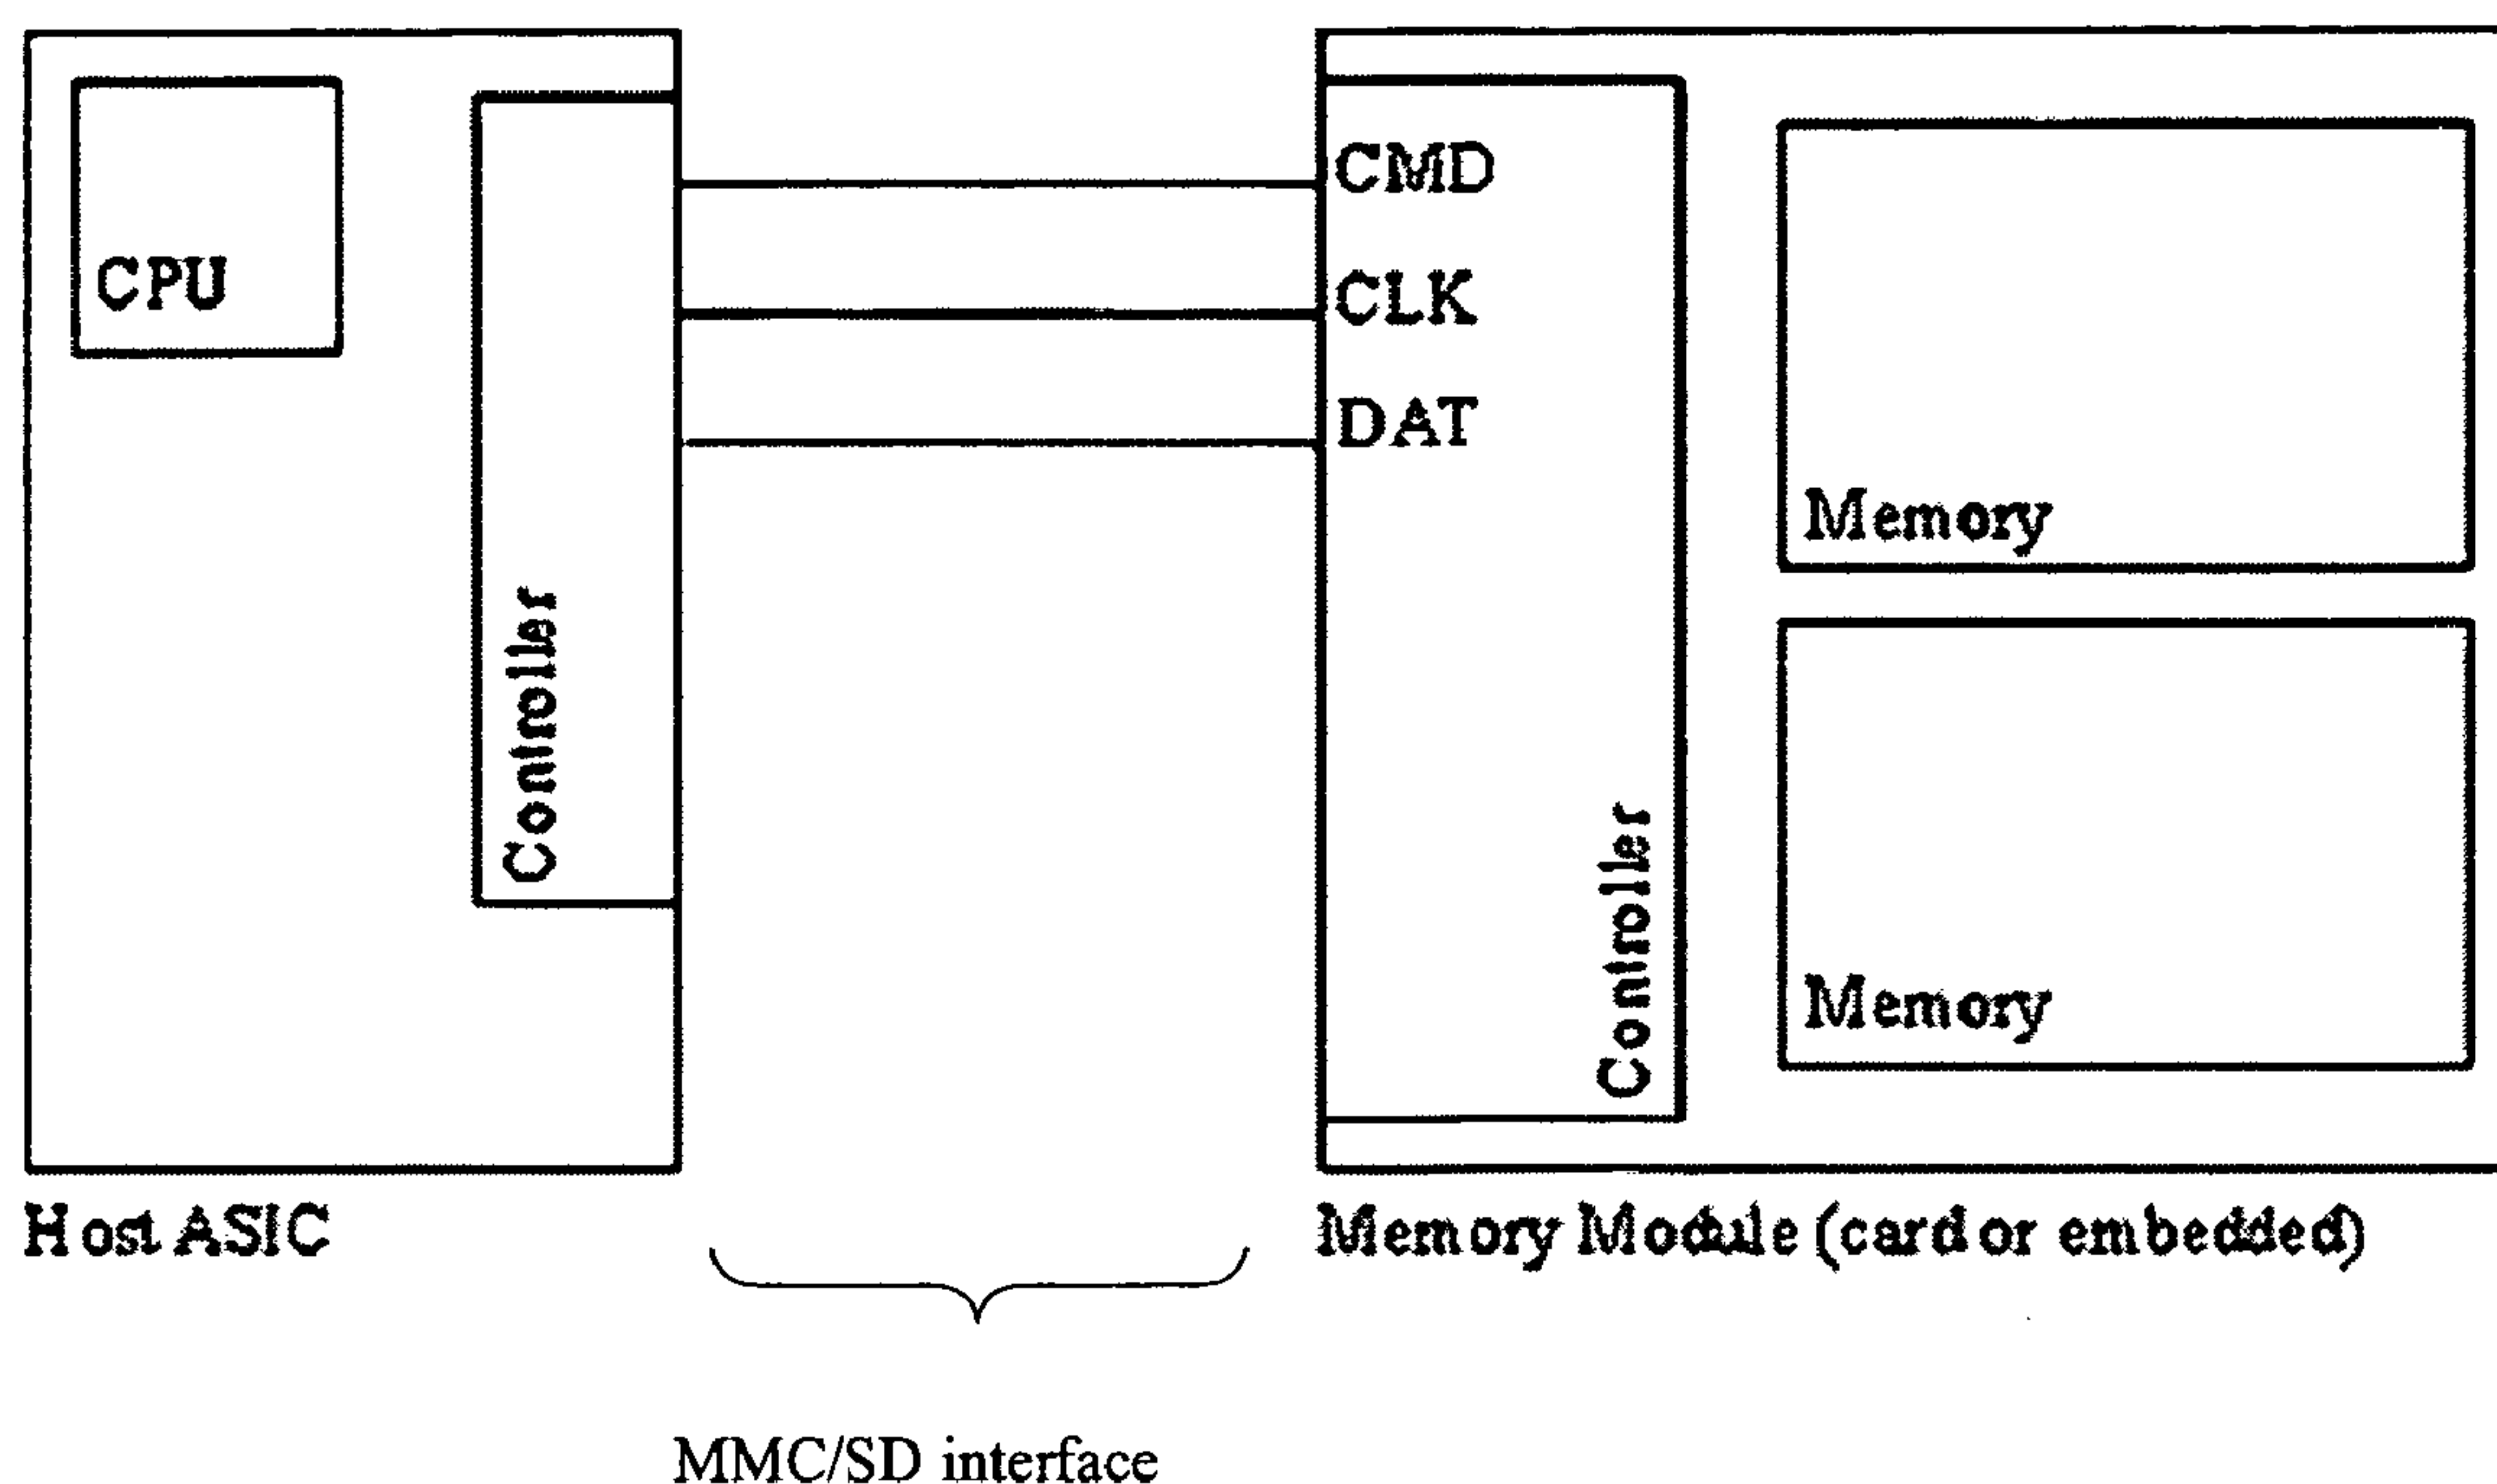 CPU
Controller
CMD
CLK
DAT
Controller
Memory
Memory
Host ASIC
Memory Module (card or embedded)
MMC/SD interface